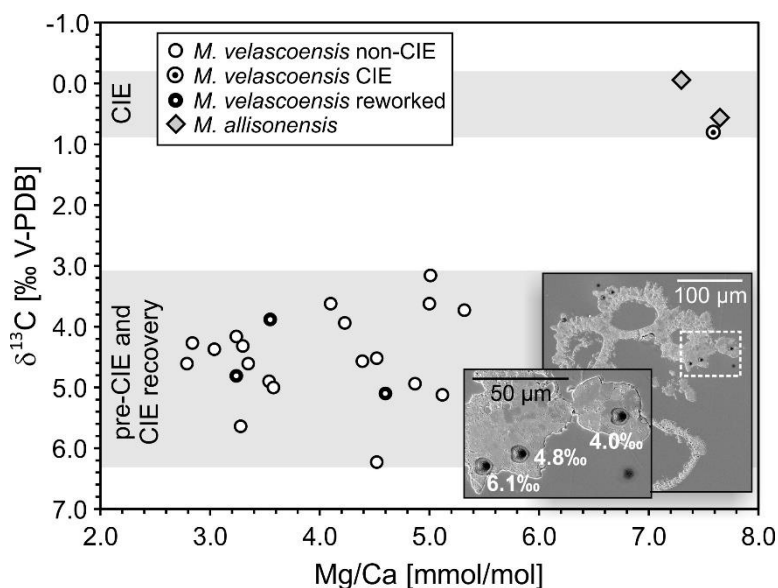 -1.0
0.0
1.0
2.0
3.0
4.0
5.0
6.0
7.0
δ13C [‰ V-PDB]
CIE
pre-CIE and
CIE recovery
M. velascoensis non-CIE
M. velascoensis CIE
M. velascoensis reworked
M. allisonensis
100 µm
50 µm
4.0‰
4.8‰
6.1‰
2.0 3.0 4.0 5.0 6.0 7.0 8.0
Mg/Ca [mmol/mol]